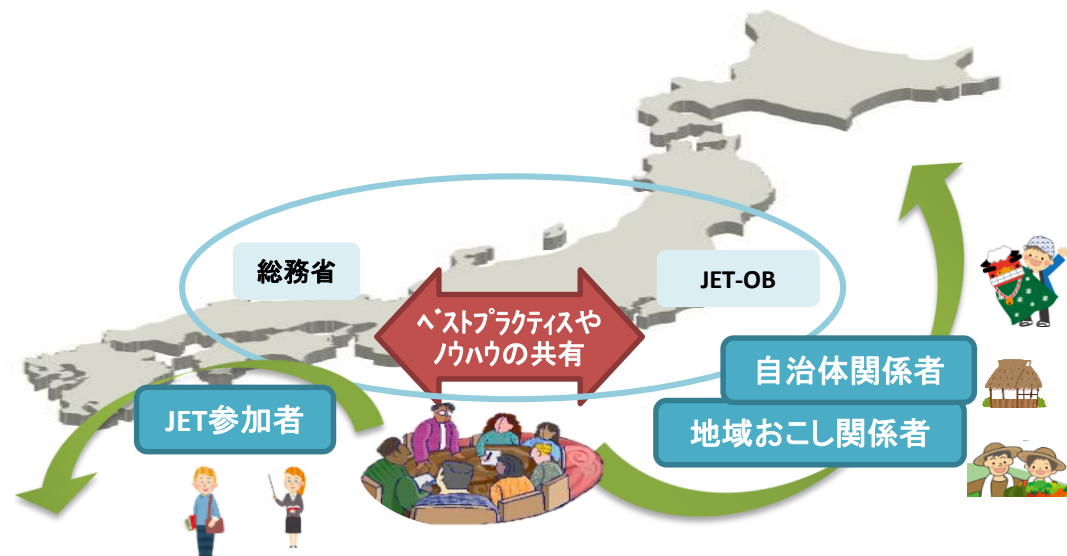 総務省
JET-OB
ﾍﾞｽﾄﾌﾟﾗｸﾃｨｽや
ﾉｳﾊｳの共有
自治体関係者
JET参加者
地域おこし関係者